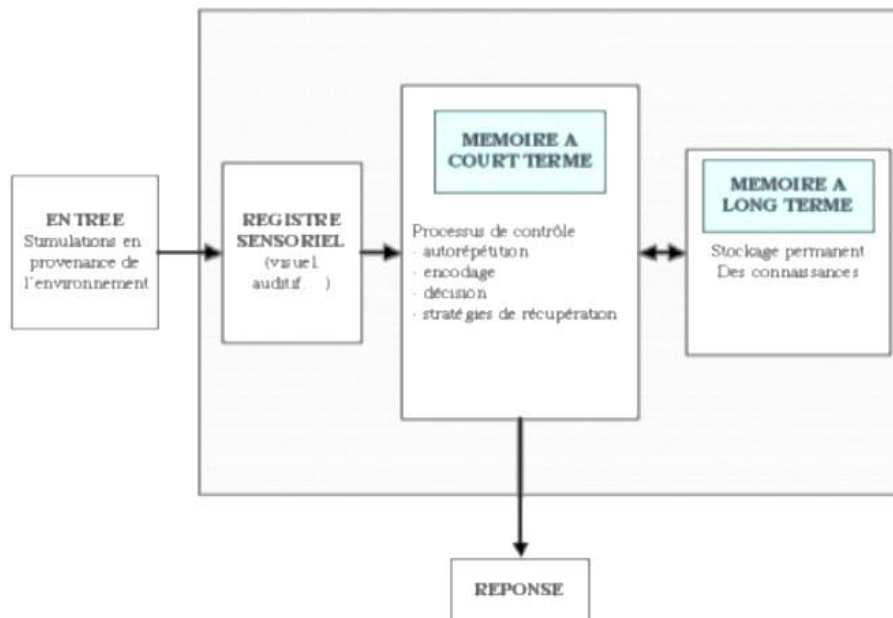 ENTREE
Stimulations en
provenance de
l'environnement
REGISTRE
SENSORIEL
(visuel
auditif... )
MEMOIRE A
COURT TERME
Processus de contrôle
· autorépétition
· encodage
· décision
· stratégies de récupération
MEMOIRE A
LONG TERME
Stockage permanent
Des connaissances
REPONSE